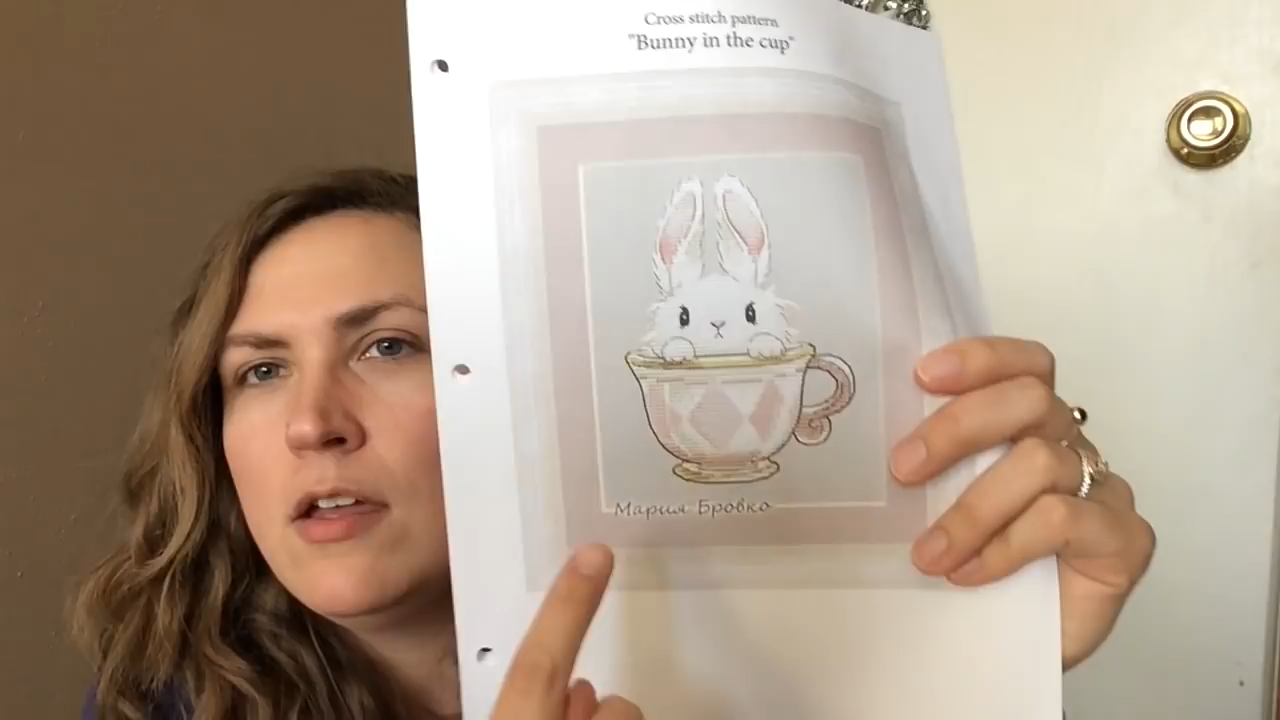 Cross stitch pattern
"Bunny in the cup"
Мария Бровко